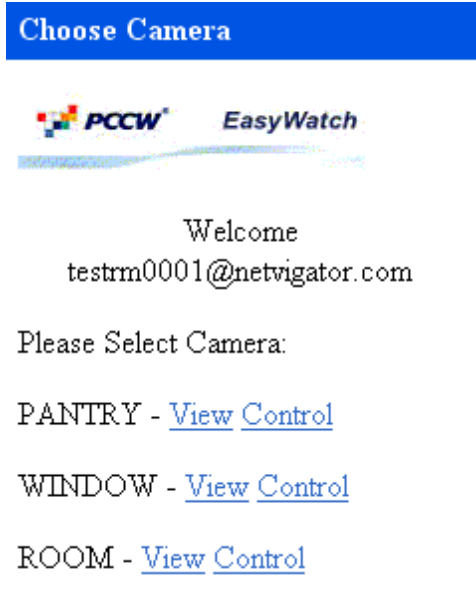 Choose Camera
PCCW EasyWatch
Welcome
testrm0001@netvigator.com
Please Select Camera:
PANTRY - View Control
WINDOW - View Control
ROOM - View Control